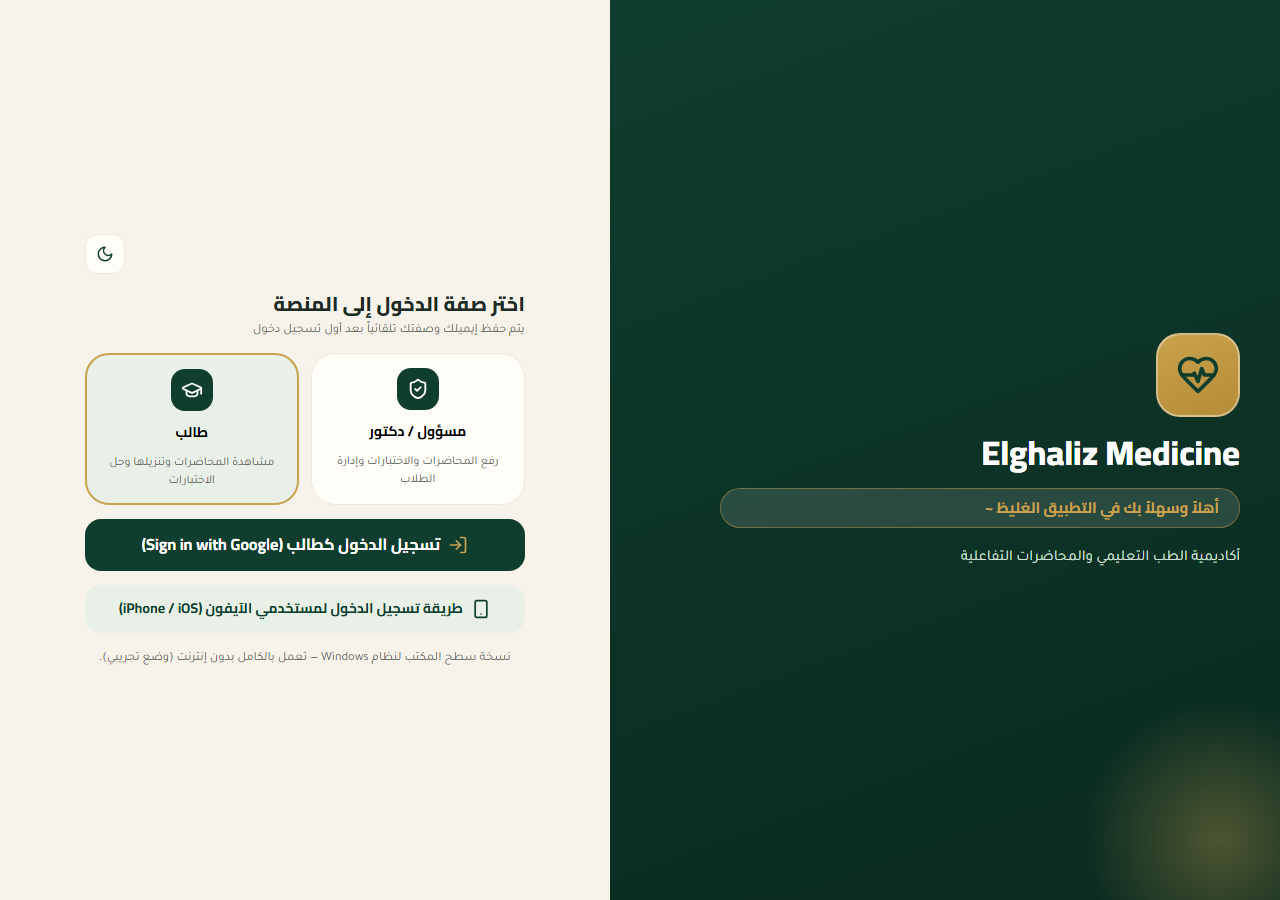 Elghaliz Medicine
أهلاً وسهلاً بك في التطبيق الغليظ ~
أكاديمية الطب التعليمي والمحاضرات التفاعلية
اختر صفة الدخول إلى المنصة
يتم حفظ إيميلك وصفتك تلقائياً بعد أول تسجيل دخول
مسؤول / دكتور
رفع المحاضرات والاختبارات وإدارة
الطلاب
طالب
مشاهدة المحاضرات وتنزيلها وحل
الاختبارات
تسجيل الدخول كطالب (Sign in with Google)
طريقة تسجيل الدخول لمستخدمي الآيفون (iPhone / iOS)
نسخة سطح المكتب لنظام Windows — تعمل بالكامل بدون إنترنت (وضع تجريبي).